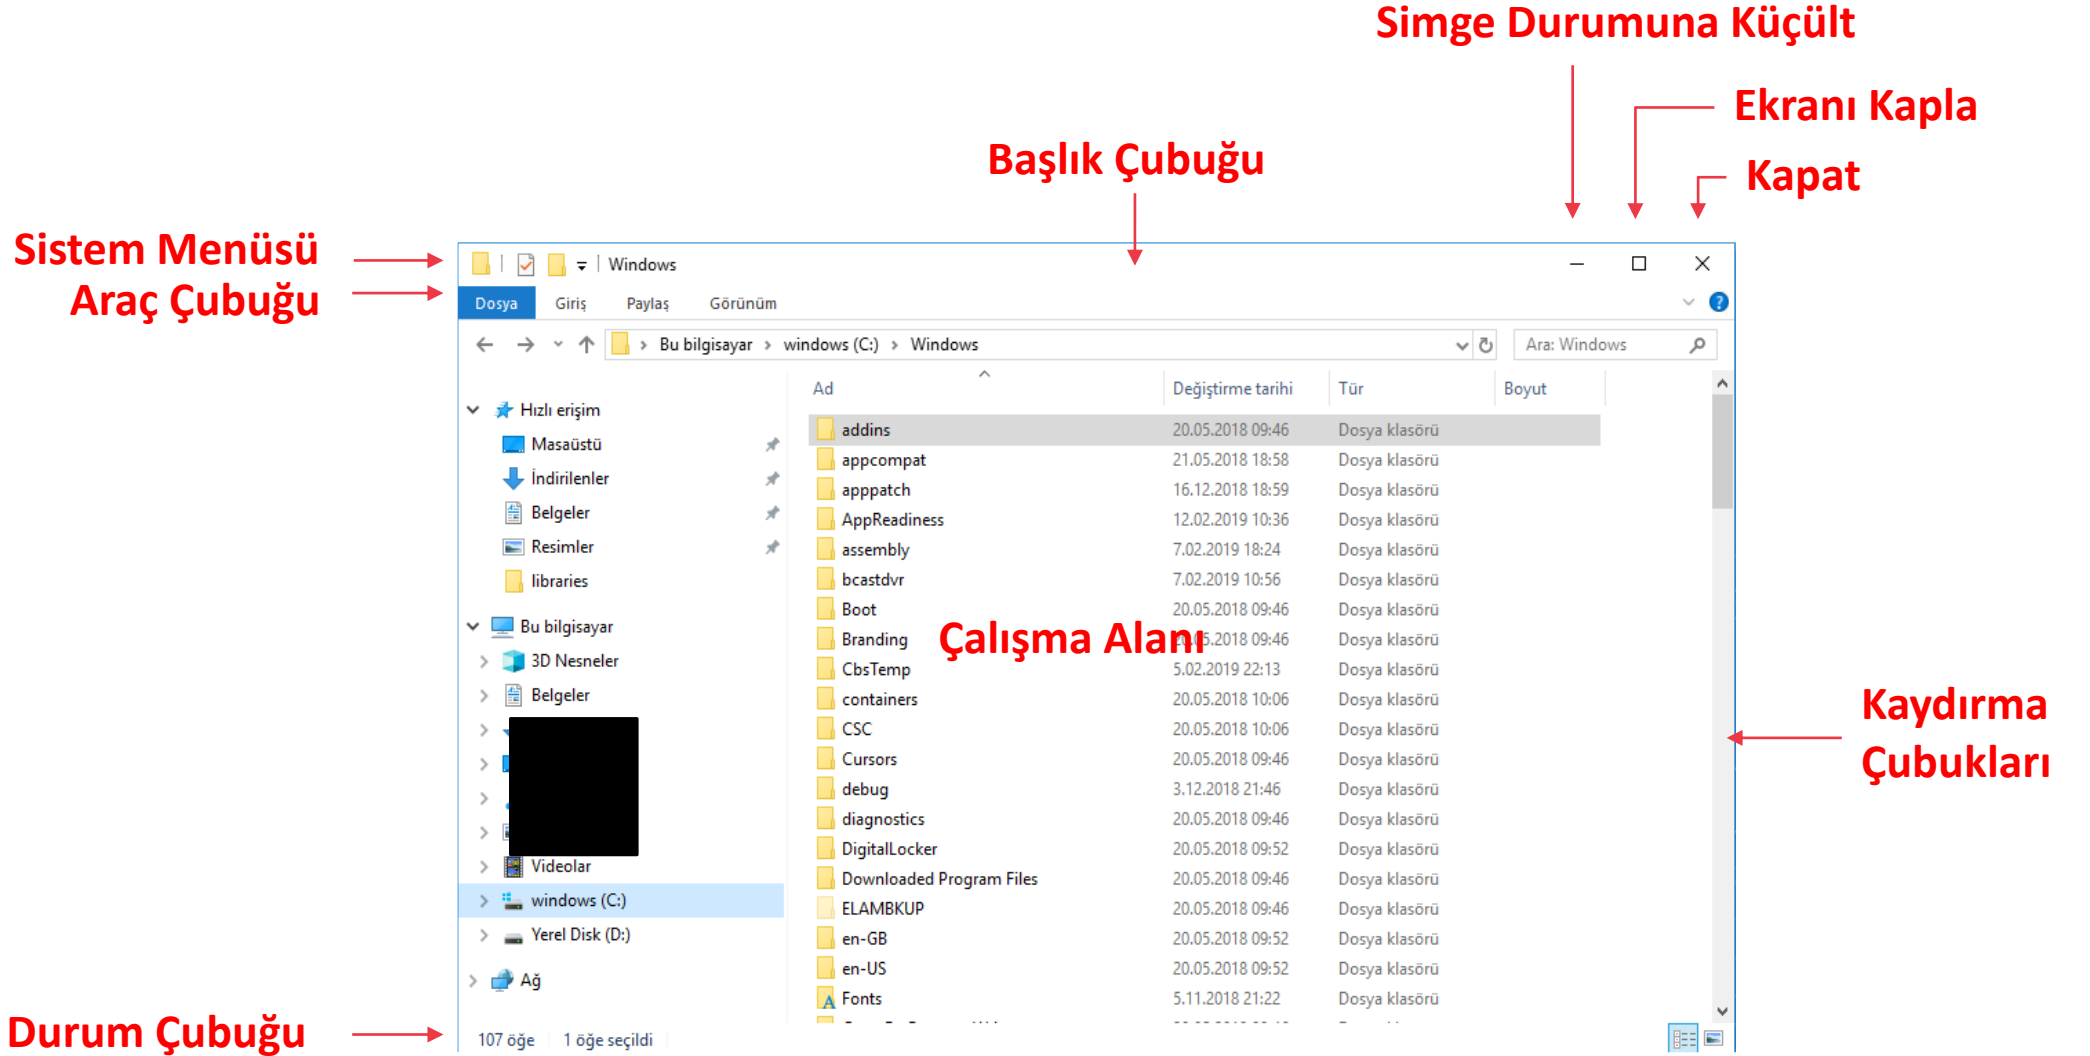 Simge Durumuna Küçült
Ekranı Kapla
Başlık Çubuğu
Kapat
Sistem Menüsü
Araç Çubuğu
Windows
Dosya Giriş Paylaş Görünüm
Bu bilgisayar > windows (C:) > Windows
Ara: Windows
Hızlı erişim
Masaüstü
İndirilenler
Belgeler
Resimler
libraries
Bu bilgisayar
3D Nesneler
Belgeler
Videolar
windows (C:)
Yerel Disk (D:)
Ağ
Ad Değiştirme tarihi Tür Boyut
addins 20.05.2018 09:46 Dosya klasörü
appcompat 21.05.2018 18:58 Dosya klasörü
apppatch 16.12.2018 18:59 Dosya klasörü
AppReadiness 12.02.2019 10:36 Dosya klasörü
assembly 7.02.2019 18:24 Dosya klasörü
bcastdvr 7.02.2019 10:56 Dosya klasörü
Boot 20.05.2018 09:46 Dosya klasörü
Branding 20.05.2018 09:46 Dosya klasörü
Çalışma Alanı
CbsTemp 5.02.2019 22:13 Dosya klasörü
containers 20.05.2018 10:06 Dosya klasörü
CSC 20.05.2018 10:06 Dosya klasörü
Cursors 20.05.2018 09:46 Dosya klasörü
debug 3.12.2018 21:46 Dosya klasörü
diagnostics 20.05.2018 09:46 Dosya klasörü
DigitalLocker 20.05.2018 09:52 Dosya klasörü
Downloaded Program Files 20.05.2018 09:46 Dosya klasörü
ELAMBKUP 20.05.2018 09:46 Dosya klasörü
en-GB 20.05.2018 09:52 Dosya klasörü
en-US 20.05.2018 09:52 Dosya klasörü
Fonts 5.11.2018 21:22 Dosya klasörü
Kaydırma
Çubukları
Durum Çubuğu
107 öğe 1 öğe seçildi